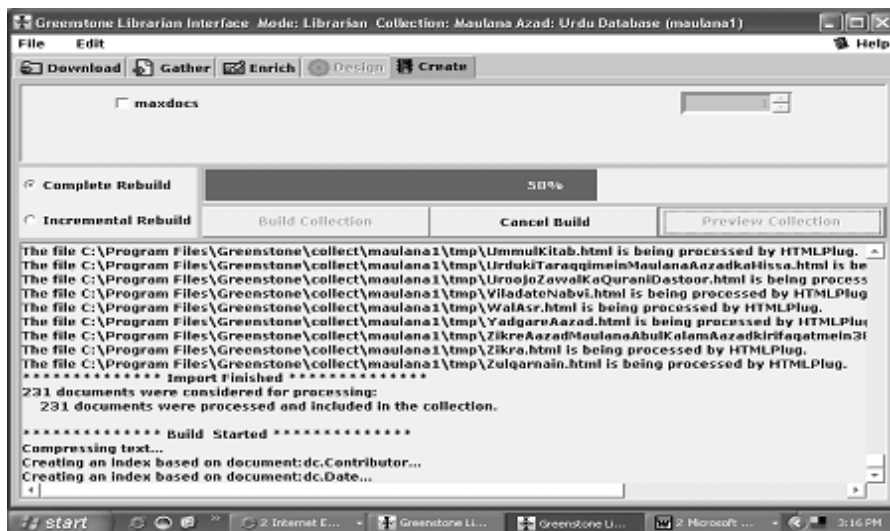 Greenstone Librarian Interface Mode: Librarian Collection: Maulana Azad: Urdu Database (maulana1)
File Edit Help
Download Gather Enrich Design Create
maxdocs 1
Complete Rebuild 50%
Incremental Rebuild Build Collection Cancel Build Preview Collection
The file C:\Program Files\Greenstone\collect\maulana1\tmp\UmmulKitab.html is being processed by HTMLPlug.
The file C:\Program Files\Greenstone\collect\maulana1\tmp\UrdukiTaraqqimeinMaulanaAazadkaHissa.html is be
The file C:\Program Files\Greenstone\collect\maulana1\tmp\UroojoZawalKaQuraniDastoor.html is being process
The file C:\Program Files\Greenstone\collect\maulana1\tmp\ViladateNabvi.html is being processed by HTMLPlug
The file C:\Program Files\Greenstone\collect\maulana1\tmp\WalAsr.html is being processed by HTMLPlug.
The file C:\Program Files\Greenstone\collect\maulana1\tmp\YadgareAazad.html is being processed by HTMLPlug
The file C:\Program Files\Greenstone\collect\maulana1\tmp\ZikreAazadMaulanaAbulKalamAazadkirifaqatmein38
The file C:\Program Files\Greenstone\collect\maulana1\tmp\Zikra.html is being processed by HTMLPlug.
The file C:\Program Files\Greenstone\collect\maulana1\tmp\Zulqarnain.html is being processed by HTMLPlug.
************** Import Finished **************
231 documents were considered for processing:
231 documents were processed and included in the collection.
************** Build Started **************
Compressing text...
Creating an index based on document:dc.Contributor...
Creating an index based on document:dc.Date...
start 2 Internet E... Greenstone Li... Greenstone Li... 2 Microsoft ... 3:16 PM